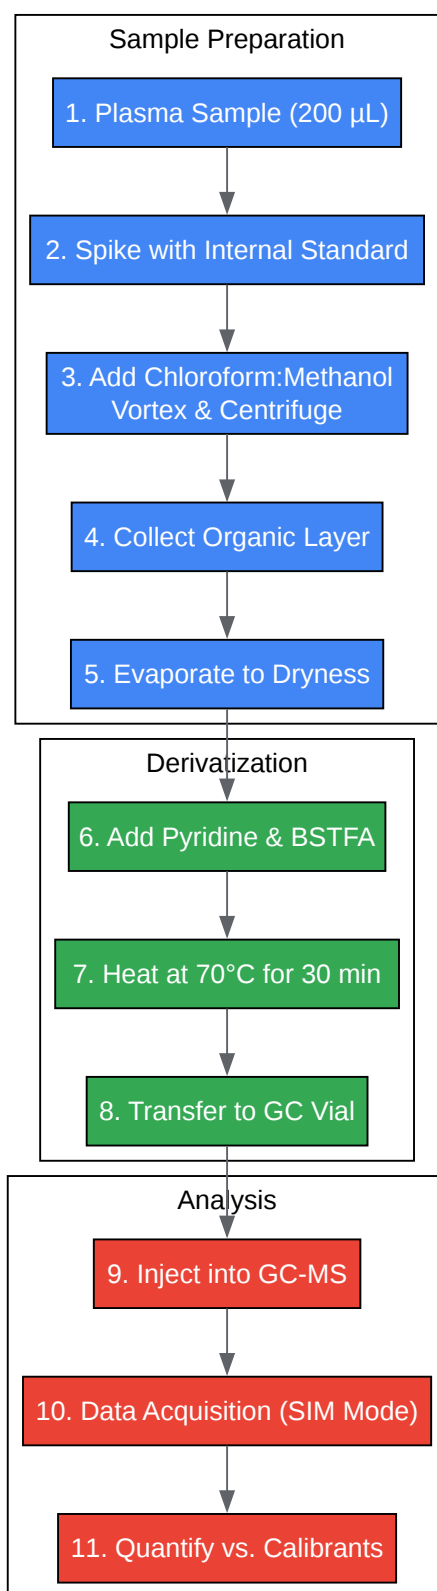 Sample Preparation
1. Plasma Sample (200 µL)
2. Spike with Internal Standard
3. Add Chloroform:Methanol
Vortex & Centrifuge
4. Collect Organic Layer
5. Evaporate to Dryness
Derivatization
6. Add Pyridine & BSTFA
7. Heat at 70°C for 30 min
8. Transfer to GC Vial
Analysis
9. Inject into GC-MS
10. Data Acquisition (SIM Mode)
11. Quantify vs. Calibrants